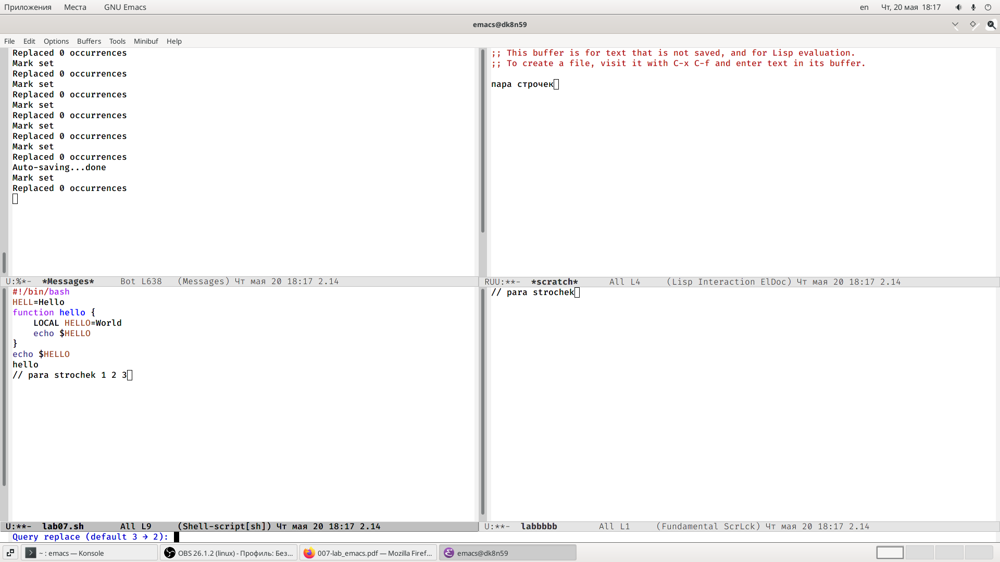 Приложения Места GNU Emacs en Чт, 20 мая 18:17
emacs@dk8n59
File Edit Options Buffers Tools Minibuf Help
Replaced 0 occurrences
Mark set
Replaced 0 occurrences
Mark set
Replaced 0 occurrences
Mark set
Replaced 0 occurrences
Mark set
Replaced 0 occurrences
Mark set
Replaced 0 occurrences
Auto-saving...done
Mark set
Replaced 0 occurrences
U:%*- *Messages* Bot L638 (Messages) Чт мая 20 18:17 2.14
;; This buffer is for text that is not saved, and for Lisp evaluation.
;; To create a file, visit it with C-x C-f and enter text in its buffer.
пара строчек
RUU:**- *scratch* All L4 (Lisp Interaction ElDoc) Чт мая 20 18:17 2.14
#!/bin/bash
HELL=Hello
function hello {
    LOCAL HELLO=World
    echo $HELLO
}
echo $HELLO
hello
// para strochek 1 2 3
U:**- lab07.sh All L9 (Shell-script[sh]) Чт мая 20 18:17 2.14
// para strochek
U:**- labbbbb All L1 (Fundamental ScrLck) Чт мая 20 18:17 2.14
Query replace (default 3 → 2):
~ : emacs — Konsole OBS 26.1.2 (linux) - Профиль: Без... 007-lab_emacs.pdf — Mozilla Firef... emacs@dk8n59